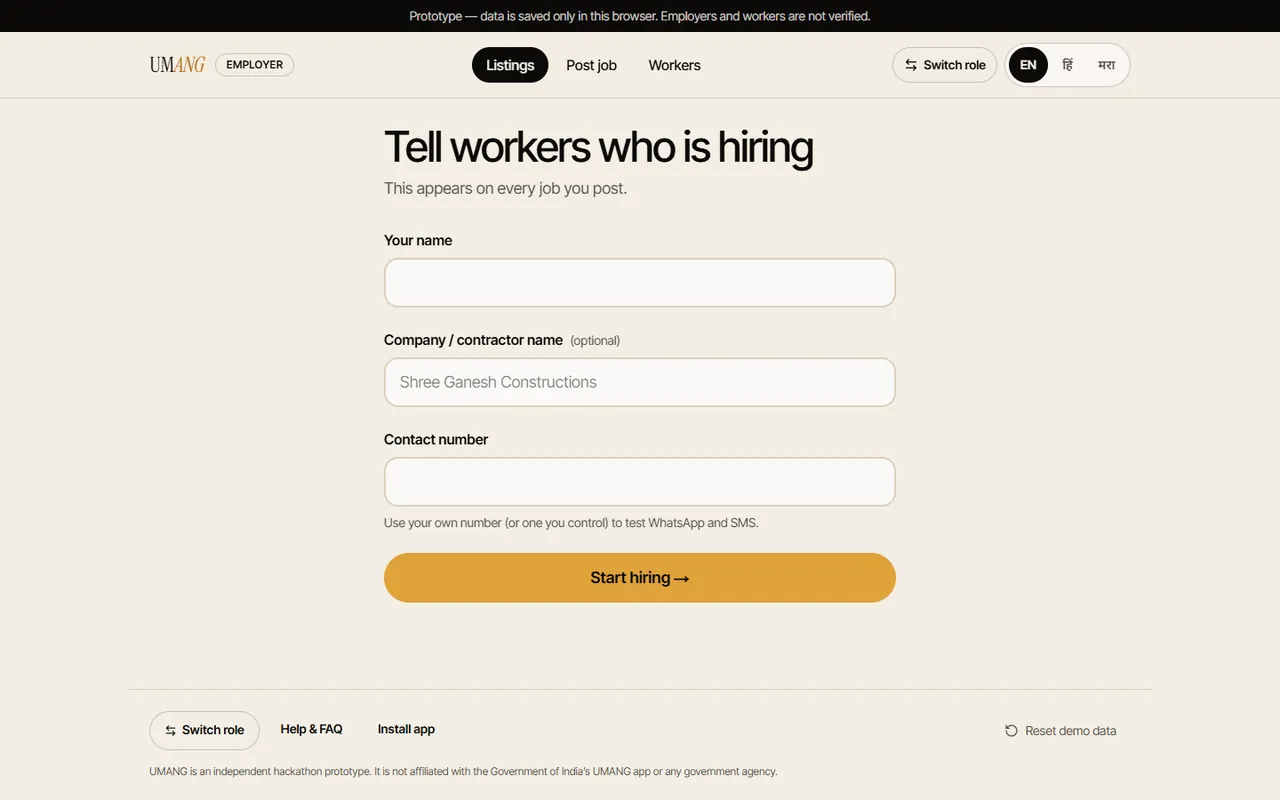 Prototype — data is saved only in this browser. Employers and workers are not verified.
UMANG EMPLOYER Listings Post job Workers Switch role EN हिं मरा
Tell workers who is hiring
This appears on every job you post.
Your name
Company / contractor name (optional)
Shree Ganesh Constructions
Contact number
Use your own number (or one you control) to test WhatsApp and SMS.
Start hiring →
Switch role Help & FAQ Install app Reset demo data
UMANG is an independent hackathon prototype. It is not affiliated with the Government of India's UMANG app or any government agency.